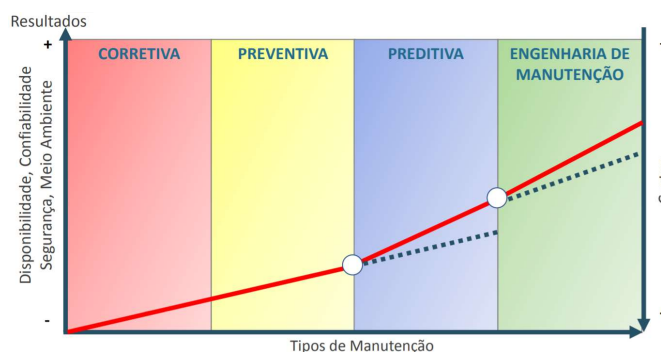 Resultados
+
CORRETIVA
PREVENTIVA
PREDITIVA
ENGENHARIA DE
MANUTENÇÃO
Disponibilidade, Confiabilidade
Segurança, Meio Ambiente
-
Tipos de Manutenção